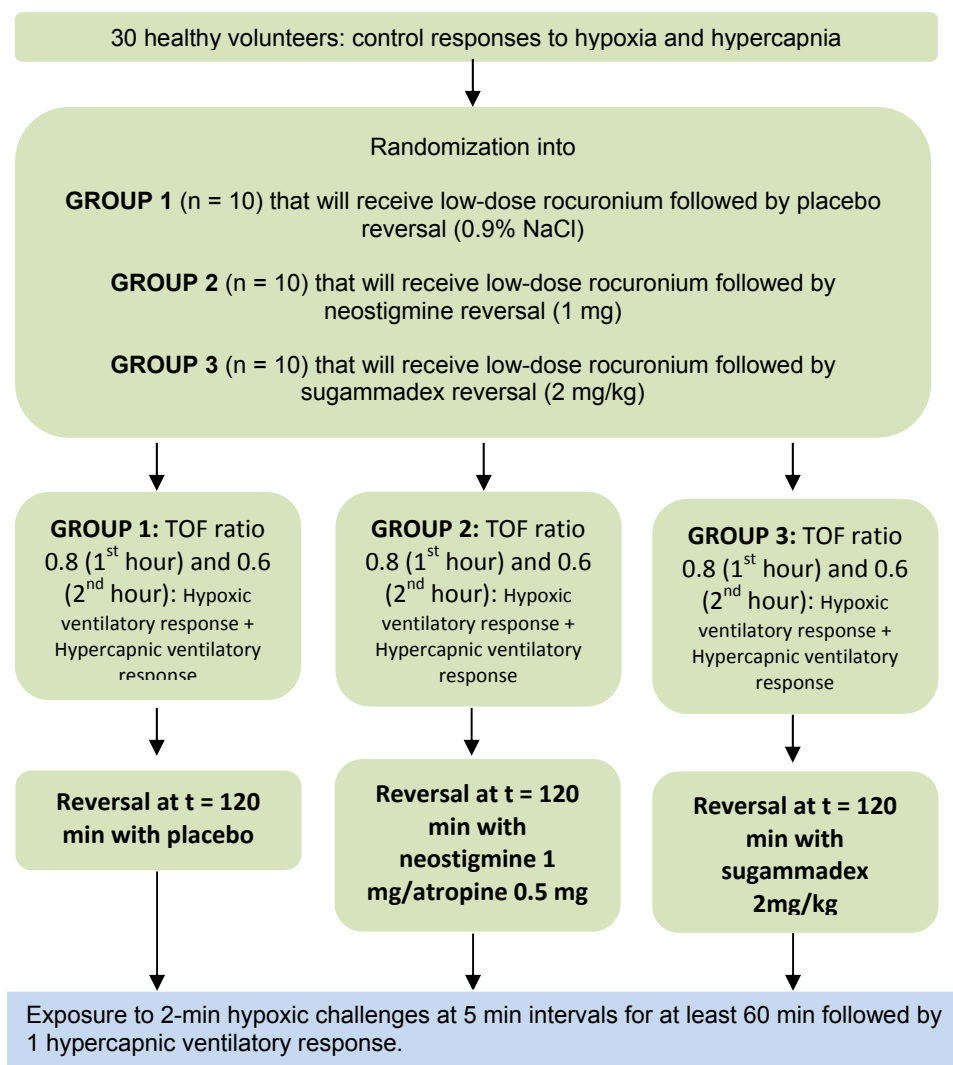 30 healthy volunteers: control responses to hypoxia and hypercapnia
Randomization into
GROUP 1 (n = 10) that will receive low-dose rocuronium followed by placebo
reversal (0.9% NaCl)
GROUP 2 (n = 10) that will receive low-dose rocuronium followed by
neostigmine reversal (1 mg)
GROUP 3 (n = 10) that will receive low-dose rocuronium followed by
sugammadex reversal (2 mg/kg)
GROUP 1: TOF ratio
0.8 (1st hour) and 0.6
(2nd hour): Hypoxic
ventilatory response +
Hypercapnic ventilatory
response
GROUP 2: TOF ratio
0.8 (1st hour) and 0.6
(2nd hour): Hypoxic
ventilatory response +
Hypercapnic ventilatory
response
GROUP 3: TOF ratio
0.8 (1st hour) and 0.6
(2nd hour): Hypoxic
ventilatory response +
Hypercapnic ventilatory
response
Reversal at t = 120
min with placebo
Reversal at t = 120
min with
neostigmine 1
mg/atropine 0.5 mg
Reversal at t = 120
min with
sugammadex
2mg/kg
Exposure to 2-min hypoxic challenges at 5 min intervals for at least 60 min followed by
1 hypercapnic ventilatory response.